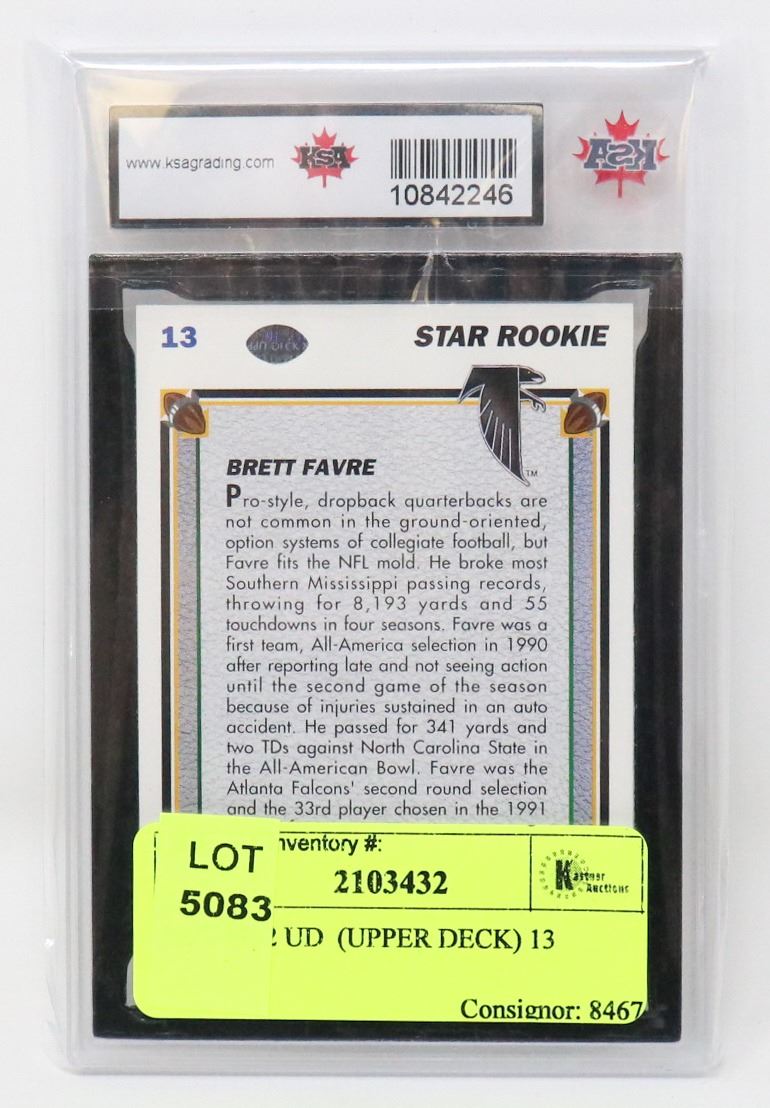 www.ksagrading.com KSA
10842246
KSA
13 STAR ROOKIE
TM
BRETT FAVRE
Pro-style, dropback quarterbacks are
not common in the ground-oriented,
option systems of collegiate football, but
Favre fits the NFL mold. He broke most
Southern Mississippi passing records,
throwing for 8,193 yards and 55
touchdowns in four seasons. Favre was a
first team, All-America selection in 1990
after reporting late and not seeing action
until the second game of the season
because of injuries sustained in an auto
accident. He passed for 341 yards and
two TDs against North Carolina State in
the All-American Bowl. Favre was the
Atlanta Falcons' second round selection
and the 33rd player chosen in the 1991
LOT
5083
nventory #:
2103432
Kastner
Auctions
2 UD (UPPER DECK) 13
Consignor: 8467